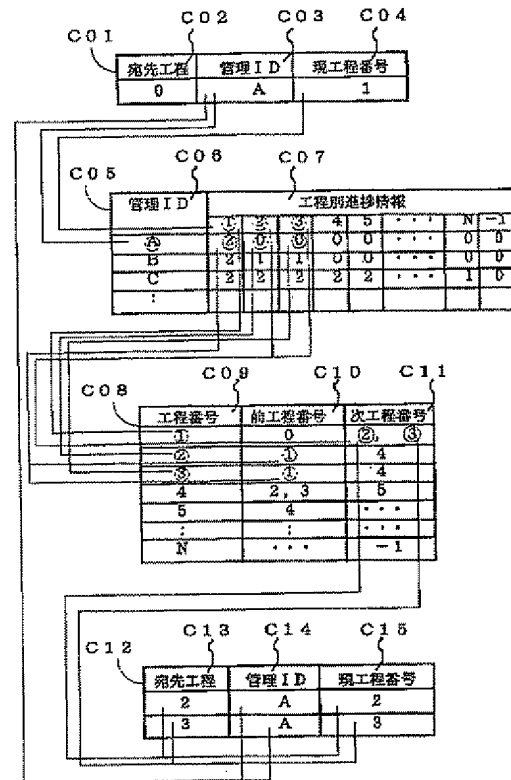 C02 C03 C04
C01
宛先工程 管理ID 現工程番号
0 A 1
C06 C07
C05
管理ID 工程別進捗情報
① ② ③ 4 5 ・・・ N -1
Ⓐ ② ⓪ ⓪ 0 0 ・・・ 0 0
B 2 1 1 0 0 ・・・ 0 0
C 2 2 2 2 2 ・・・ 1 0
:
C09 C10 C11
C08
工程番号 前工程番号 次工程番号
① 0 ②, ③
② ① 4
③ ① 4
4 2, 3 5
5 4 ・・・
: : ・・・
N ・・・ -1
C13 C14 C15
C12
宛先工程 管理ID 現工程番号
2 A 2
3 A 3